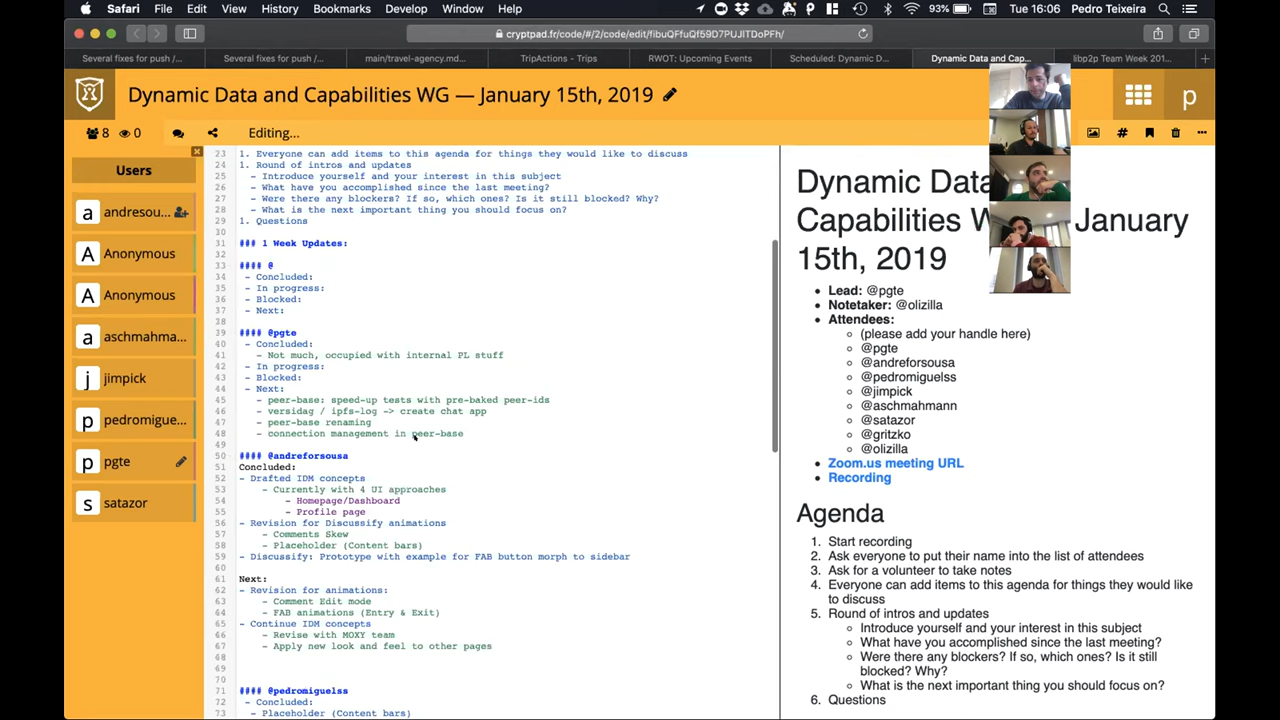 Safari File Edit View History Bookmarks Develop Window Help 93% Tue 16:06 Pedro Teixeira
cryptpad.fr/code/#/2/code/edit/fibuQFfuQf59D7PUJITDoPFh/
Several fixes for push /... Several fixes for push /... main/travel-agency.md... TripActions - Trips RWOT: Upcoming Events Scheduled: Dynamic D... Dynamic Data and Cap... libp2p Team Week 201...
Dynamic Data and Capabilities WG — January 15th, 2019
p
8 0 Editing...
Users
a andresou...
A Anonymous
A Anonymous
a aschmahma...
j jimpick
p pedromigue...
p pgte
s satazor
23 1. Everyone can add items to this agenda for things they would like to discuss
24 1. Round of intros and updates
25 - Introduce yourself and your interest in this subject
26 - What have you accomplished since the last meeting?
27 - Were there any blockers? If so, which ones? Is it still blocked? Why?
28 - What is the next important thing you should focus on?
29 1. Questions
30
31 ### 1 Week Updates:
32
33 #### @
34 - Concluded:
35 - In progress:
36 - Blocked:
37 - Next:
38
39 #### @pgte
40 - Concluded:
41 - Not much, occupied with internal PL stuff
42 - In progress:
43 - Blocked:
44 - Next:
45 - peer-base: speed-up tests with pre-baked peer-ids
46 - versidag / ipfs-log -> create chat app
47 - peer-base renaming
48 - connection management in peer-base
49
50 #### @andreforsousa
51 Concluded:
52 - Drafted IDM concepts
53 - Currently with 4 UI approaches
54 - Homepage/Dashboard
55 - Profile page
56 - Revision for Discussify animations
57 - Comments Skew
58 - Placeholder (Content bars)
59 - Discussify: Prototype with example for FAB button morph to sidebar
60
61 Next:
62 - Revision for animations:
63 - Comment Edit mode
64 - FAB animations (Entry & Exit)
65 - Continue IDM concepts
66 - Revise with MOXY team
67 - Apply new look and feel to other pages
68
69
70
71 #### @pedromiguelss
72 - Concluded:
73 - Placeholder (Content bars)
Dynamic Data
Capabilities W January
15th, 2019
Lead: @pgte
Notetaker: @olizilla
Attendees:
(please add your handle here)
@pgte
@andreforsousa
@pedromiguelss
@jimpick
@aschmahmann
@satazor
@gritzko
@olizilla
Zoom.us meeting URL
Recording
Agenda
1. Start recording
2. Ask everyone to put their name into the list of attendees
3. Ask for a volunteer to take notes
4. Everyone can add items to this agenda for things they would like
to discuss
5. Round of intros and updates
Introduce yourself and your interest in this subject
What have you accomplished since the last meeting?
Were there any blockers? If so, which ones? Is it still
blocked? Why?
What is the next important thing you should focus on?
6. Questions